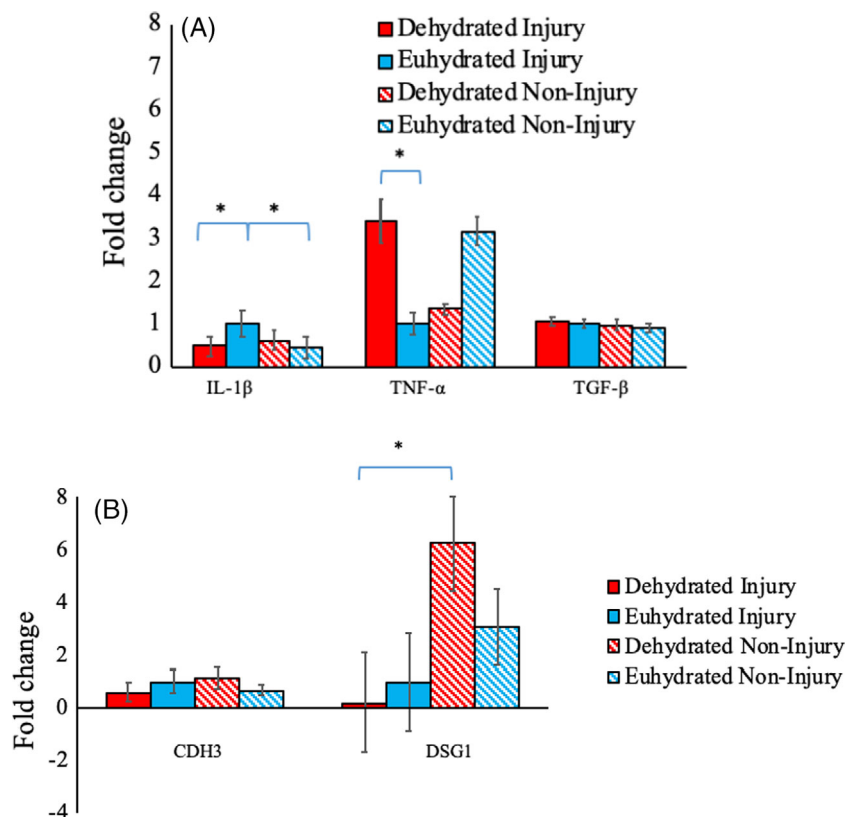 (A)
8
7
6
5
4
3
2
1
0
Fold change
Dehydrated Injury
Euhydrated Injury
Dehydrated Non-Injury
Euhydrated Non-Injury
*
* *
IL-1β TNF-α TGF-β
(B)
8
6
4
2
0
-2
-4
Fold change
*
Dehydrated Injury
Euhydrated Injury
Dehydrated Non-Injury
Euhydrated Non-Injury
CDH3 DSG1